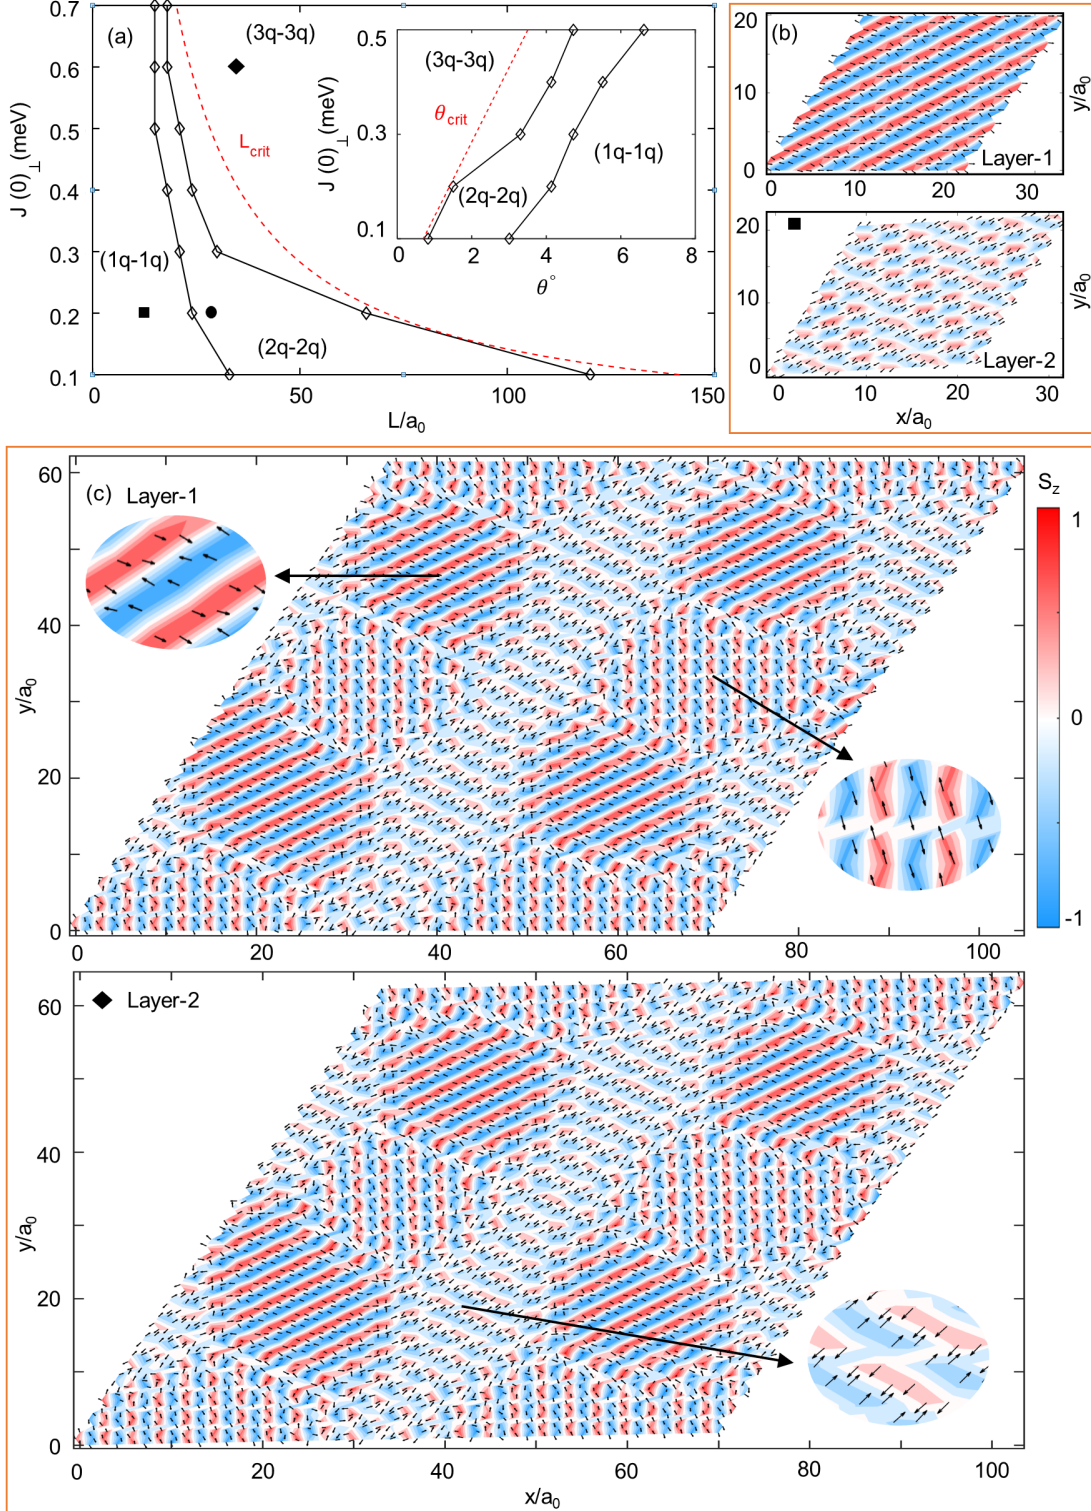 (a)
J (0)⊥ (meV)
0.7
0.6
0.5
0.4
0.3
0.2
0.1
0
50
100
150
L/a0
(3q-3q)
Lcrit
(1q-1q)
(2q-2q)
J (0)⊥ (meV)
0.5
0.3
0.1
0
2
4
6
8
θ°
(3q-3q)
θcrit
(1q-1q)
(2q-2q)
(b)
20
10
0
y/a0
Layer-1
0
10
20
30
20
10
0
y/a0
Layer-2
0
10
20
30
x/a0
(c) Layer-1
60
40
20
0
y/a0
0
20
40
60
80
100
Sz
1
0
-1
Layer-2
60
40
20
0
y/a0
0
20
40
60
80
100
x/a0